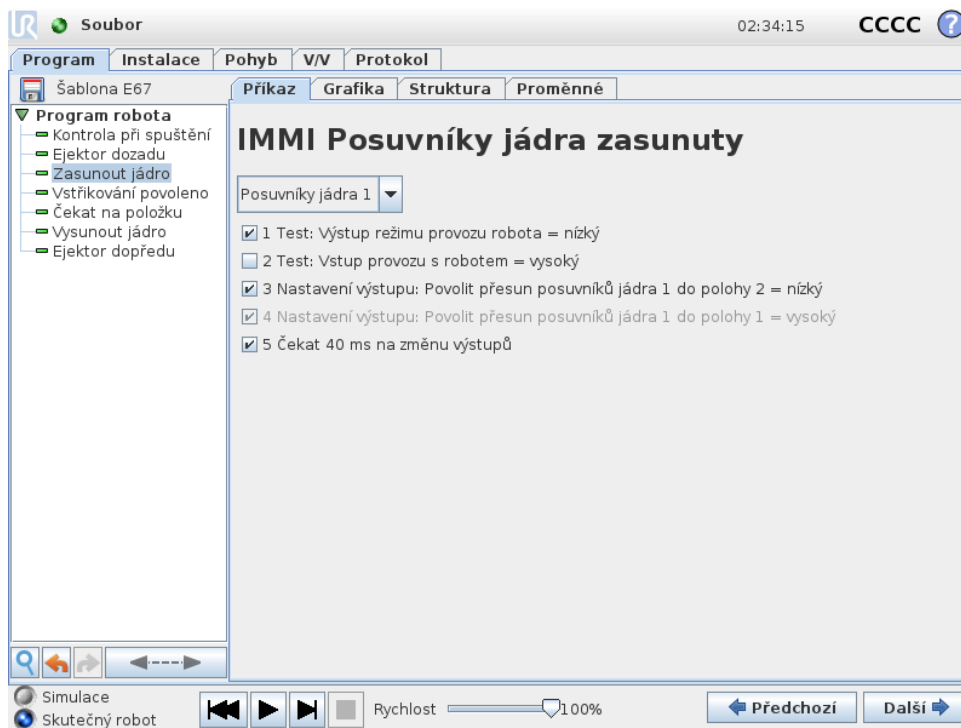 UR Soubor 02:34:15 CCCC ?
Program Instalace Pohyb V/V Protokol
Šablona E67
Příkaz Grafika Struktura Proměnné
Program robota
Kontrola při spuštění
Ejektor dozadu
Zasunout jádro
Vstřikování povoleno
Čekat na položku
Vysunout jádro
Ejektor dopředu
IMMI Posuvníky jádra zasunuty
Posuvníky jádra 1
1 Test: Výstup režimu provozu robota = nízký
2 Test: Vstup provozu s robotem = vysoký
3 Nastavení výstupu: Povolit přesun posuvníků jádra 1 do polohy 2 = nízký
4 Nastavení výstupu: Povolit přesun posuvníků jádra 1 do polohy 1 = vysoký
5 Čekat 40 ms na změnu výstupů
Simulace
Skutečný robot
Rychlost 100%
Předchozí Další